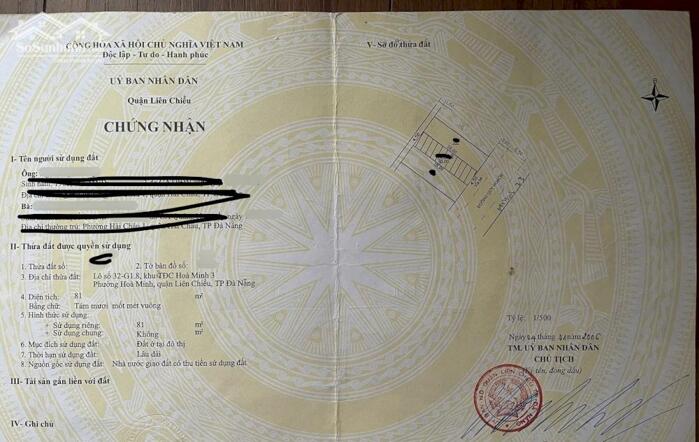 CỘNG HÒA XÃ HỘI CHỦ NGHĨA VIỆT NAM
Độc lập - Tự do - Hạnh phúc
UỶ BAN NHÂN DÂN
Quận Liên Chiểu
CHỨNG NHẬN
I- Tên người sử dụng đất
Ông:
Bà:
Địa chỉ thường trú: Phường Hải Châu Châu, TP Đà Nẵng
II- Thửa đất được quyền sử dụng
1. Thửa đất số: 2. Tờ bản đồ số:
3. Địa chỉ thửa đất: Lô số 32-G1.8, khu TĐC Hoà Minh 3
Phường Hoà Minh, quận Liên Chiểu, TP Đà Nẵng
4. Diện tích: 81 m²
Bằng chữ: Tám mươi mốt mét vuông
5. Hình thức sử dụng:
+ Sử dụng riêng: 81 m²
+ Sử dụng chung: Không m²
6. Mục đích sử dụng đất: Đất ở tại đô thị
7. Thời hạn sử dụng đất: Lâu dài
8. Nguồn gốc sử dụng đất: Nhà nước giao đất có thu tiền sử dụng đất
III- Tài sản gắn liền với đất
IV- Ghi chú
V- Sơ đồ thửa đất
Tỷ lệ: 1/500
Ngày
TM. UỶ BAN NHÂN DÂN
CHỦ TỊCH
(Ký tên, đóng dấu)